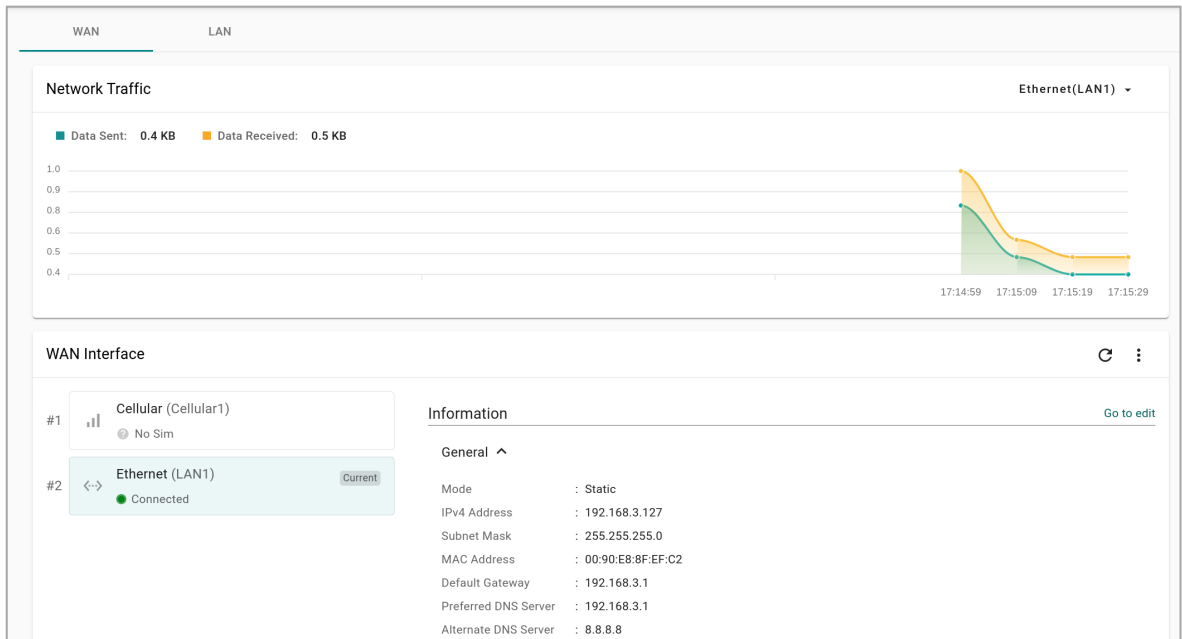 WAN LAN
Network Traffic Ethernet(LAN1)
Data Sent: 0.4 KB Data Received: 0.5 KB
1.0
0.9
0.8
0.6
0.5
0.4
17:14:59 17:15:09 17:15:19 17:15:29
WAN Interface
#1 Cellular (Cellular1)
? No Sim
#2 Ethernet (LAN1) Current
Connected
Information Go to edit
General
Mode : Static
IPv4 Address : 192.168.3.127
Subnet Mask : 255.255.255.0
MAC Address : 00:90:E8:8F:EF:C2
Default Gateway : 192.168.3.1
Preferred DNS Server : 192.168.3.1
Alternate DNS Server : 8.8.8.8